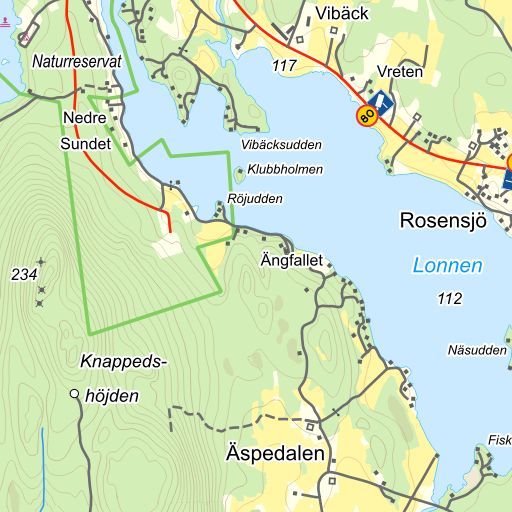 Vibäck
Naturreservat
117
Vreten
80
Nedre
Sundet
Vibäcksudden
Klubbholmen
Röjudden
Rosensjö
Ängfallet
Lonnen
234
112
Näsudden
Knappeds-
höjden
Äspedalen
Fisk